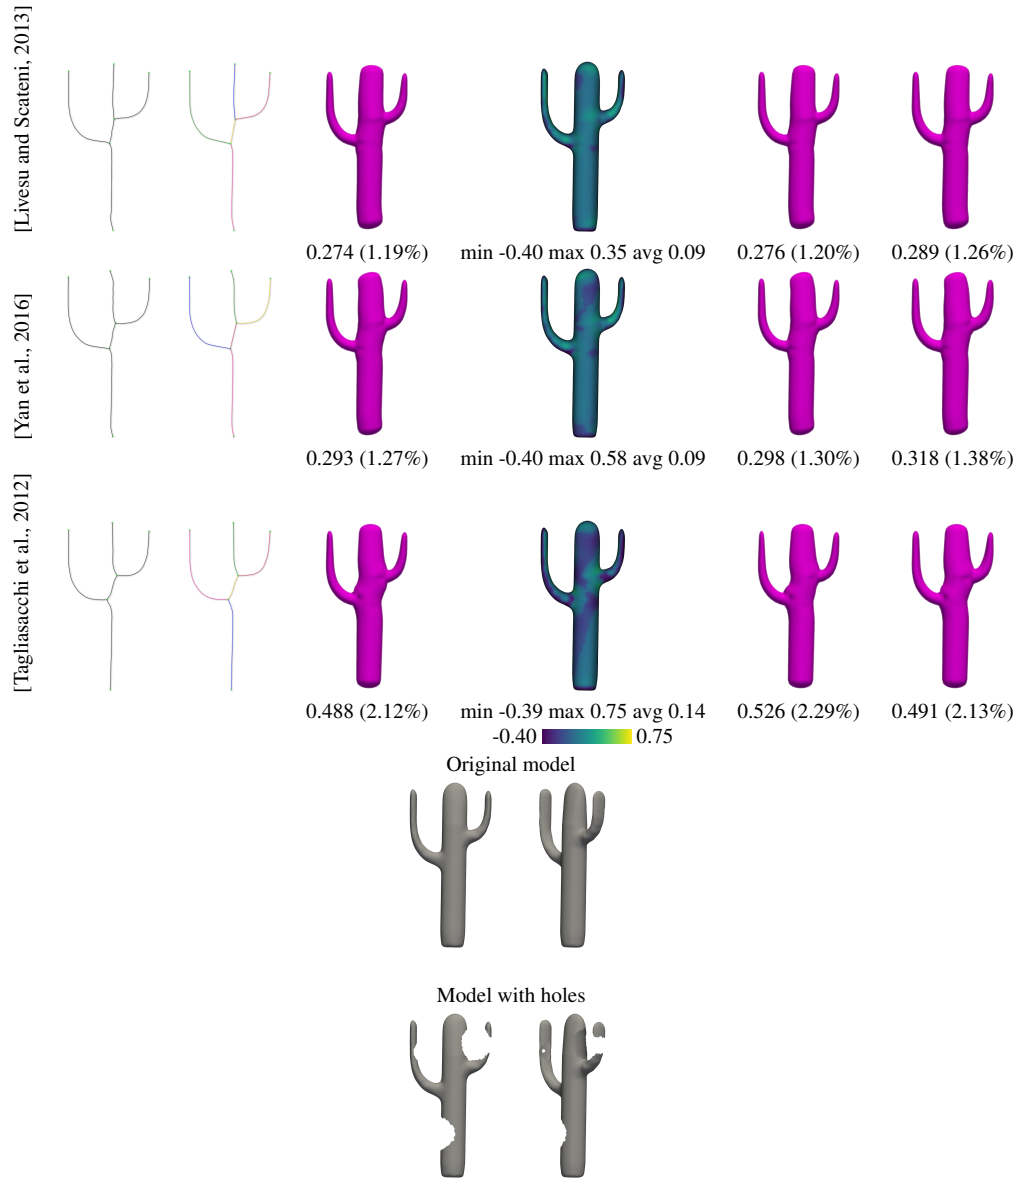 [Livesu and Scateni, 2013]
0.274 (1.19%) min -0.40 max 0.35 avg 0.09 0.276 (1.20%) 0.289 (1.26%)
[Yan et al., 2016]
0.293 (1.27%) min -0.40 max 0.58 avg 0.09 0.298 (1.30%) 0.318 (1.38%)
[Tagliasacchi et al., 2012]
0.488 (2.12%) min -0.39 max 0.75 avg 0.14 0.526 (2.29%) 0.491 (2.13%)
-0.40 0.75
Original model
Model with holes